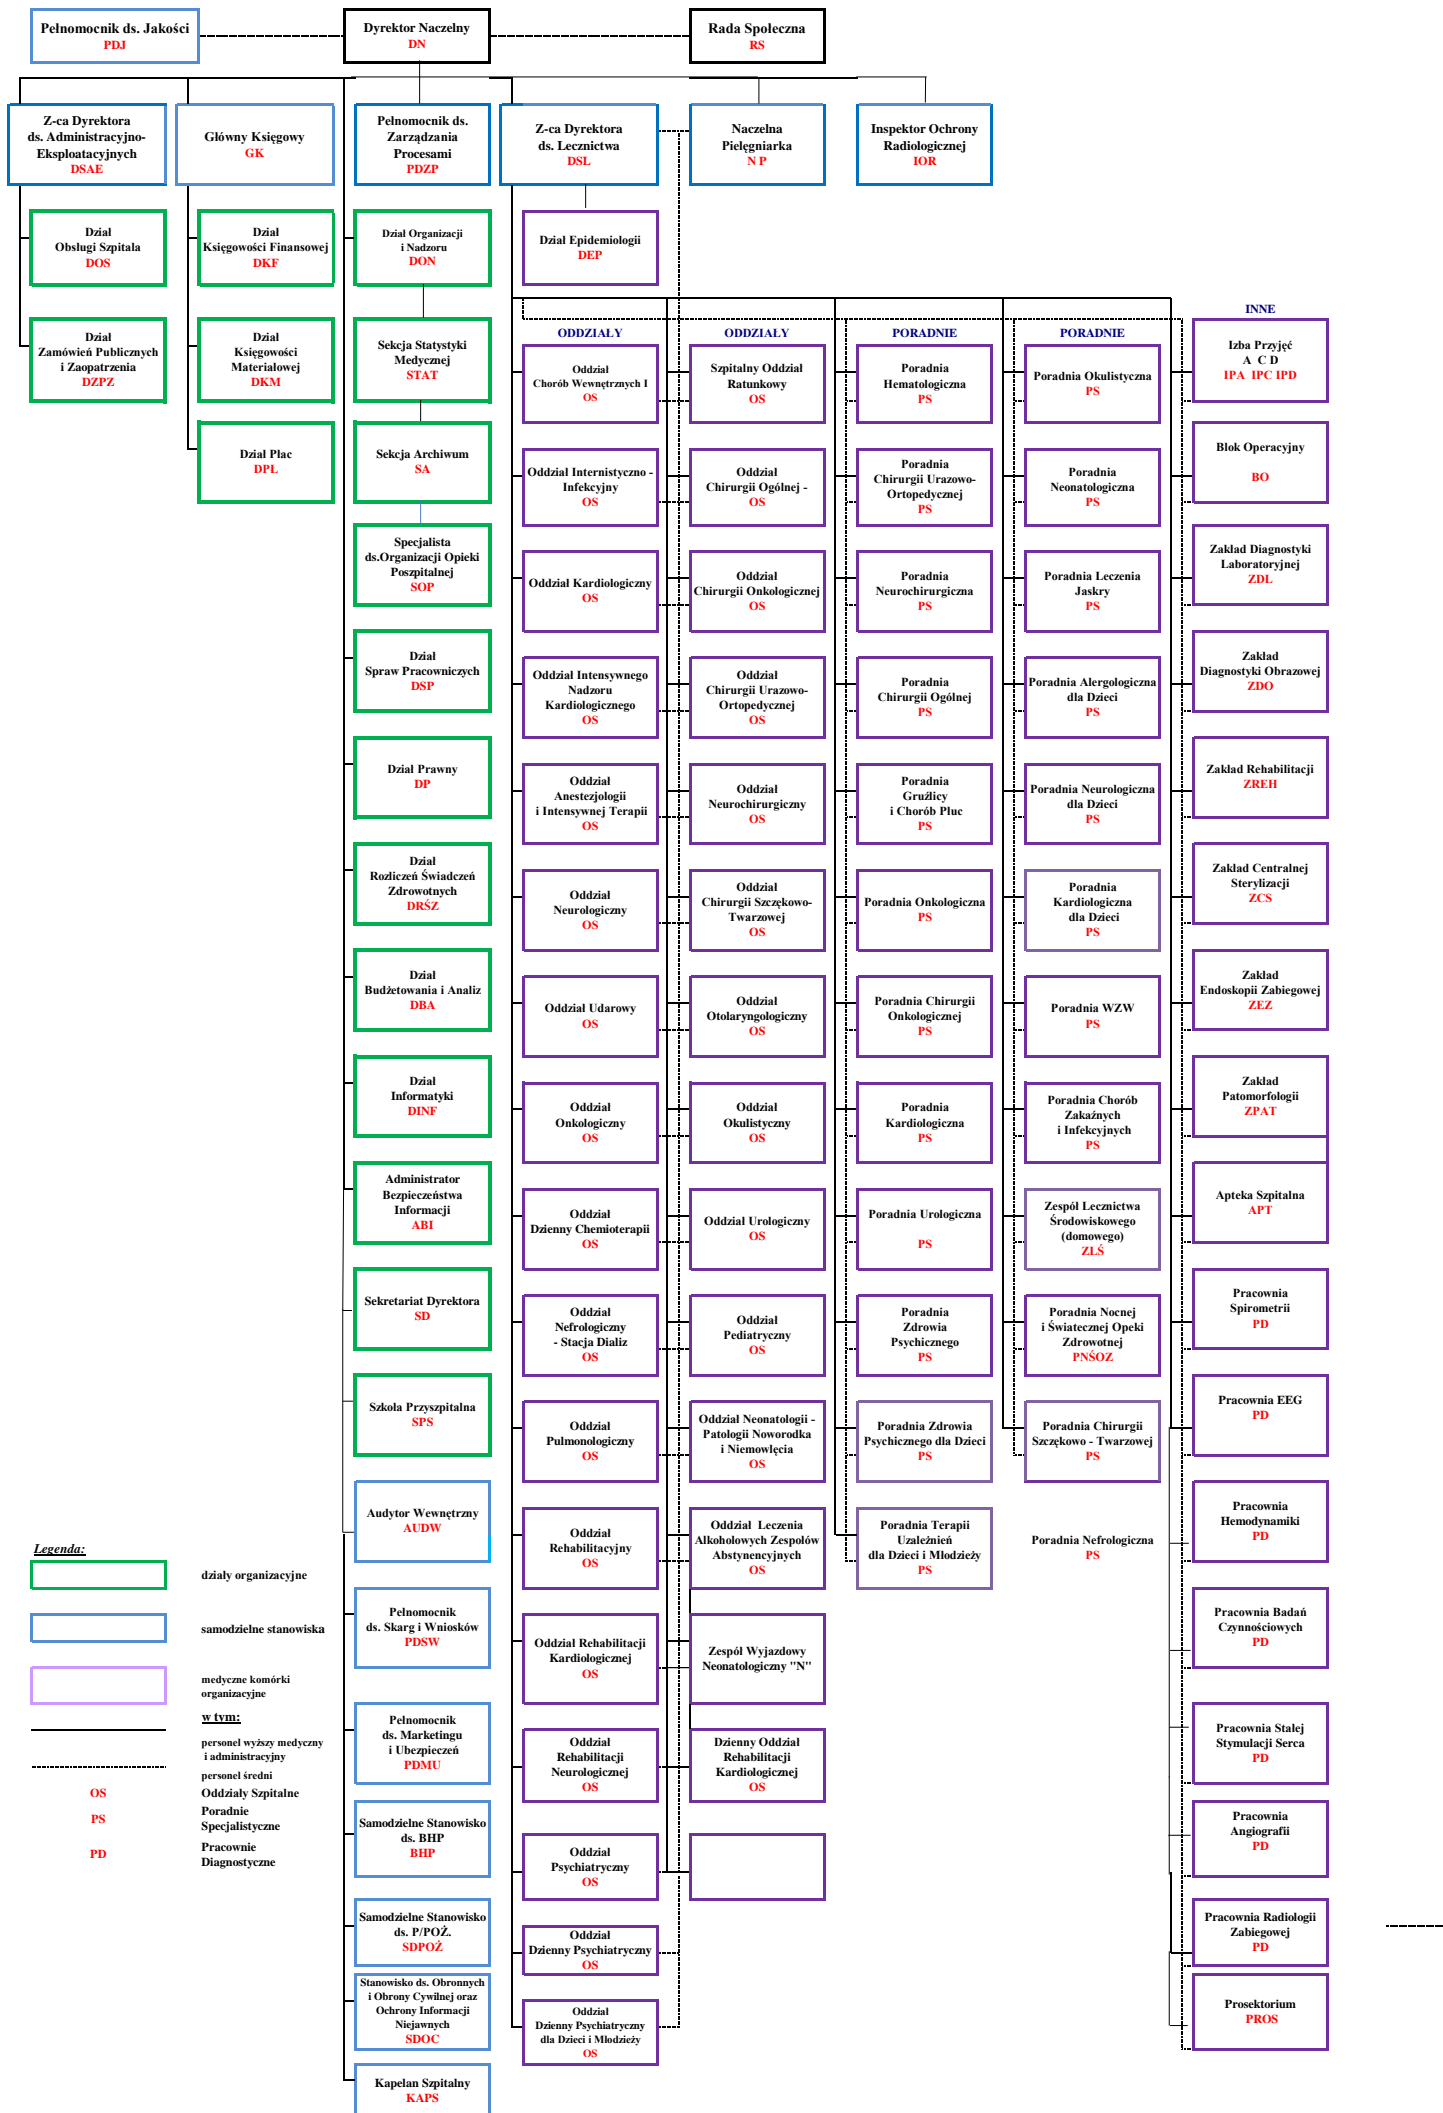 Pełnomocnik ds. Jakości
PDJ
Dyrektor Naczelny
DN
Rada Społeczna
RS
Z-ca Dyrektora
ds. Administracyjno-
Eksploatacyjnych
DSAE
Główny Księgowy
GK
Pełnomocnik ds.
Zarządzania
Procesami
PDZP
Z-ca Dyrektora
ds. Lecznictwa
DSL
Naczelna
Pielęgniarka
N P
Inspektor Ochrony
Radiologicznej
IOR
Dział
Obsługi Szpitala
DOS
Dział
Zamówień Publicznych
i Zaopatrzenia
DZPZ
Dział
Księgowości Finansowej
DKF
Dział
Księgowości
Materiałowej
DKM
Dział Płac
DPŁ
Dział Organizacji
i Nadzoru
DON
Sekcja Statystyki
Medycznej
STAT
Sekcja Archiwum
SA
Specjalista
ds.Organizacji Opieki
Poszpitalnej
SOP
Dział
Spraw Pracowniczych
DSP
Dział Prawny
DP
Dział
Rozliczeń Świadczeń
Zdrowotnych
DRŚZ
Dział
Budżetowania i Analiz
DBA
Dział
Informatyki
DINF
Administrator
Bezpieczeństwa
Informacji
ABI
Sekretariat Dyrektora
SD
Szkoła Przyszpitalna
SPS
Audytor Wewnętrzny
AUDW
Pełnomocnik
ds. Skarg i Wniosków
PDSW
Pełnomocnik
ds. Marketingu
i Ubezpieczeń
PDMU
Samodzielne Stanowisko
ds. BHP
BHP
Samodzielne Stanowisko
ds. P/POŻ.
SDPOŻ
Stanowisko ds. Obronnych
i Obrony Cywilnej oraz
Ochrony Informacji
Niejawnych
SDOC
Kapelan Szpitalny
KAPS
Dział Epidemiologii
DEP
ODDZIAŁY
Oddział
Chorób Wewnętrznych I
OS
Oddział Internistyczno -
Infekcyjny
OS
Oddział Kardiologiczny
OS
Oddział Intensywnego
Nadzoru
Kardiologicznego
OS
Oddział
Anestezjologii
i Intensywnej Terapii
OS
Oddział
Neurologiczny
OS
Oddział Udarowy
OS
Oddział
Onkologiczny
OS
Oddział
Dzienny Chemioterapii
OS
Oddział
Nefrologiczny
- Stacja Dializ
OS
Oddział
Pulmonologiczny
OS
Oddział
Rehabilitacyjny
OS
Oddział Rehabilitacji
Kardiologicznej
OS
Oddział
Rehabilitacji
Neurologicznej
OS
Oddział
Psychiatryczny
OS
Oddział
Dzienny Psychiatryczny
OS
Oddział
Dzienny Psychiatryczny
dla Dzieci i Młodzieży
OS
ODDZIAŁY
Szpitalny Oddział
Ratunkowy
OS
Oddział
Chirurgii Ogólnej -
OS
Oddział
Chirurgii Onkologicznej
OS
Oddział
Chirurgii Urazowo-
Ortopedycznej
OS
Oddział
Neurochirurgiczny
OS
Oddział
Chirurgii Szczękowo-
Twarzowej
OS
Oddział
Otolaryngologiczny
OS
Oddział
Okulistyczny
OS
Oddział Urologiczny
OS
Oddział
Pediatryczny
OS
Oddział Neonatologii -
Patologii Noworodka
i Niemowlęcia
OS
Oddział  Leczenia
Alkoholowych Zespołów
Abstynencyjnych
OS
Zespół Wyjazdowy
Neonatologiczny "N"
Dzienny Oddział
Rehabilitacji
Kardiologicznej
OS
PORADNIE
Poradnia
Hematologiczna
PS
Poradnia
Chirurgii Urazowo-
Ortopedycznej
PS
Poradnia
Neurochirurgiczna
PS
Poradnia
Chirurgii Ogólnej
PS
Poradnia
Gruźlicy
i Chorób Płuc
PS
Poradnia Onkologiczna
PS
Poradnia Chirurgii
Onkologicznej
PS
Poradnia
Kardiologiczna
PS
Poradnia Urologiczna
PS
Poradnia
Zdrowia
Psychicznego
PS
Poradnia Zdrowia
Psychicznego dla Dzieci
PS
Poradnia Terapii
Uzależnień
dla Dzieci i Młodzieży
PS
PORADNIE
Poradnia Okulistyczna
PS
Poradnia
Neonatologiczna
PS
Poradnia Leczenia
Jaskry
PS
Poradnia Alergologiczna
dla Dzieci
PS
Poradnia Neurologiczna
dla Dzieci
PS
Poradnia
Kardiologiczna
dla Dzieci
PS
Poradnia WZW
PS
Poradnia Chorób
Zakaźnych
i Infekcyjnych
PS
Zespół Lecznictwa
Środowiskowego
(domowego)
ZLŚ
Poradnia Nocnej
i Światecznej Opeki
Zdrowotnej
PNŚOZ
Poradnia Chirurgii
Szczękowo - Twarzowej
PS
Poradnia Nefrologiczna
PS
INNE
Izba Przyjęć
A  C D
IPA  IPC IPD
Blok Operacyjny
BO
Zakład Diagnostyki
Laboratoryjnej
ZDL
Zakład
Diagnostyki Obrazowej
ZDO
Zakład Rehabilitacji
ZREH
Zakład Centralnej
Sterylizacji
ZCS
Zakład
Endoskopii Zabiegowej
ZEZ
Zakład
Patomorfologii
ZPAT
Apteka Szpitalna
APT
Pracownia
Spirometrii
PD
Pracownia EEG
PD
Pracownia
Hemodynamiki
PD
Pracownia Badań
Czynnościowych
PD
Pracownia Stałej
Stymulacji Serca
PD
Pracownia
Angiografii
PD
Pracownia Radiologii
Zabiegowej
PD
Prosektorium
PROS
Legenda:
działy organizacyjne
samodzielne stanowiska
medyczne komórki
organizacyjne
w tym:
personel wyższy medyczny
i administracyjny
personel średni
OS
Oddziały Szpitalne
PS
Poradnie
Specjalistyczne
PD
Pracownie
Diagnostyczne